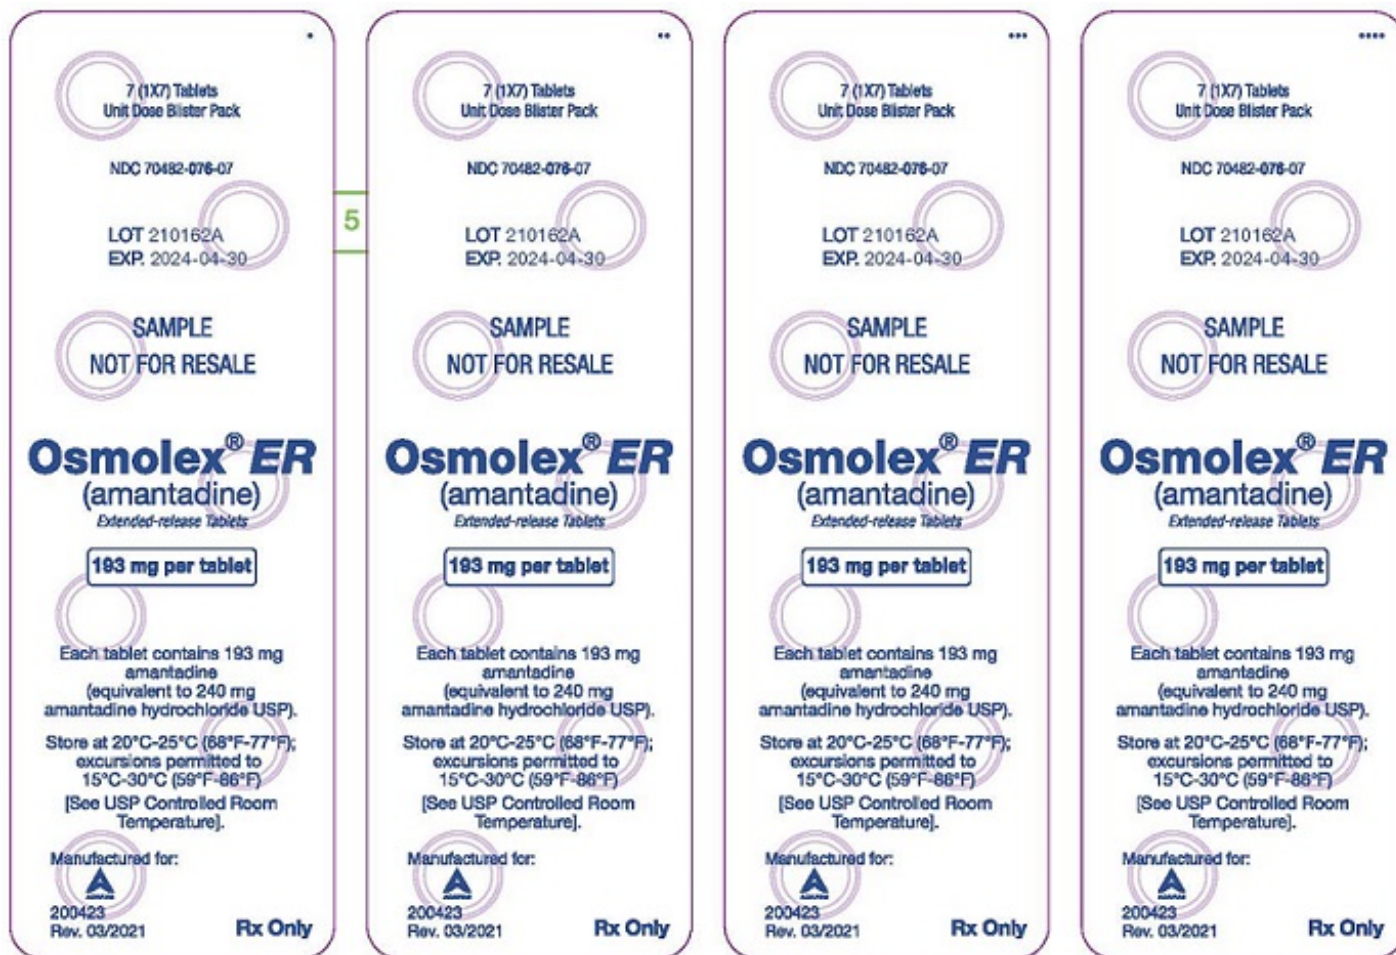 •
7 (1X7) Tablets
Unit Dose Blister Pack
NDC 70482-076-07
LOT 210162A
EXP. 2024-04-30
SAMPLE
NOT FOR RESALE
Osmolex® ER
(amantadine)
Extended-release Tablets
193 mg per tablet
Each tablet contains 193 mg
amantadine
(equivalent to 240 mg
amantadine hydrochloride USP).
Store at 20°C-25°C (68°F-77°F);
excursions permitted to
15°C-30°C (59°F-86°F)
[See USP Controlled Room
Temperature].
Manufactured for:
200423
Rev. 03/2021
Rx Only
5
••
7 (1X7) Tablets
Unit Dose Blister Pack
NDC 70482-076-07
LOT 210162A
EXP. 2024-04-30
SAMPLE
NOT FOR RESALE
Osmolex® ER
(amantadine)
Extended-release Tablets
193 mg per tablet
Each tablet contains 193 mg
amantadine
(equivalent to 240 mg
amantadine hydrochloride USP).
Store at 20°C-25°C (68°F-77°F);
excursions permitted to
15°C-30°C (59°F-86°F)
[See USP Controlled Room
Temperature].
Manufactured for:
200423
Rev. 03/2021
Rx Only
•••
7 (1X7) Tablets
Unit Dose Blister Pack
NDC 70482-076-07
LOT 210162A
EXP. 2024-04-30
SAMPLE
NOT FOR RESALE
Osmolex® ER
(amantadine)
Extended-release Tablets
193 mg per tablet
Each tablet contains 193 mg
amantadine
(equivalent to 240 mg
amantadine hydrochloride USP).
Store at 20°C-25°C (68°F-77°F);
excursions permitted to
15°C-30°C (59°F-86°F)
[See USP Controlled Room
Temperature].
Manufactured for:
200423
Rev. 03/2021
Rx Only
••••
7 (1X7) Tablets
Unit Dose Blister Pack
NDC 70482-076-07
LOT 210162A
EXP. 2024-04-30
SAMPLE
NOT FOR RESALE
Osmolex® ER
(amantadine)
Extended-release Tablets
193 mg per tablet
Each tablet contains 193 mg
amantadine
(equivalent to 240 mg
amantadine hydrochloride USP).
Store at 20°C-25°C (68°F-77°F);
excursions permitted to
15°C-30°C (59°F-86°F)
[See USP Controlled Room
Temperature].
Manufactured for:
200423
Rev. 03/2021
Rx Only